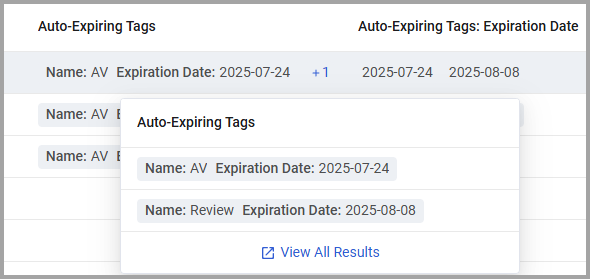 Auto-Expiring Tags Auto-Expiring Tags: Expiration Date
Name: AV Expiration Date: 2025-07-24 +1 2025-07-24 2025-08-08
Name: AV E
Name: AV E
Auto-Expiring Tags
Name: AV Expiration Date: 2025-07-24
Name: Review Expiration Date: 2025-08-08
View All Results